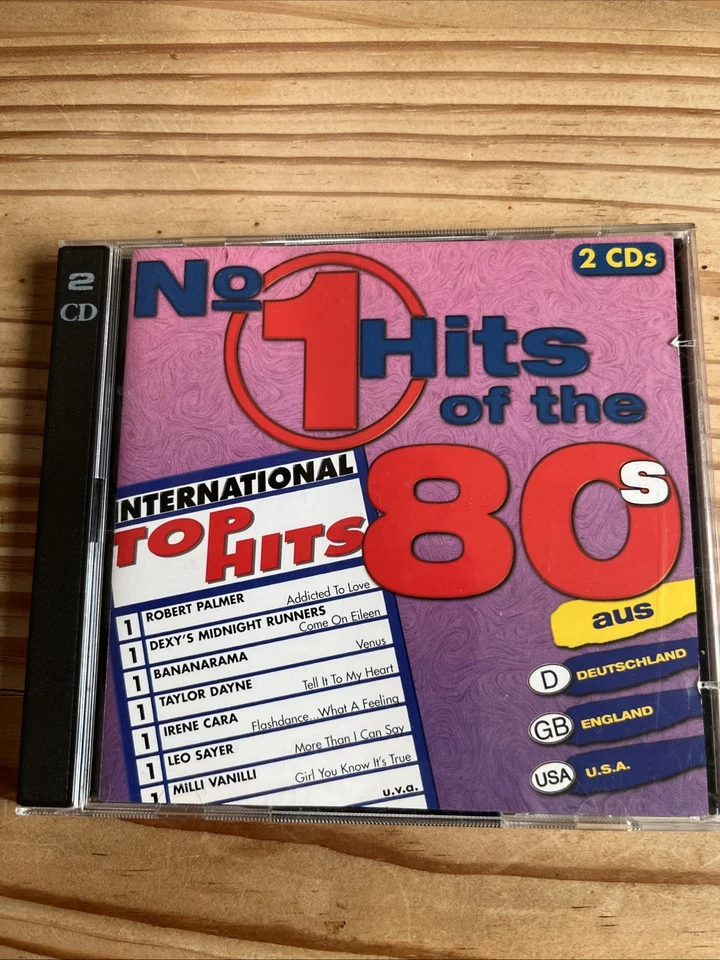 2
CD
2 CDs
No 1 Hits
of the
80s
INTERNATIONAL
TOP
HITS
1 ROBERT PALMER Addicted To Love
1 DEXY'S MIDNIGHT RUNNERS Come On Eileen
1 BANANARAMA Venus
1 TAYLOR DAYNE Tell It To My Heart
1 IRENE CARA Flashdance...What A Feeling
1 LEO SAYER More Than I Can Say
1 MILLI VANILLI Girl You Know It's True
u.v.a.
aus
D DEUTSCHLAND
GB ENGLAND
USA U.S.A.